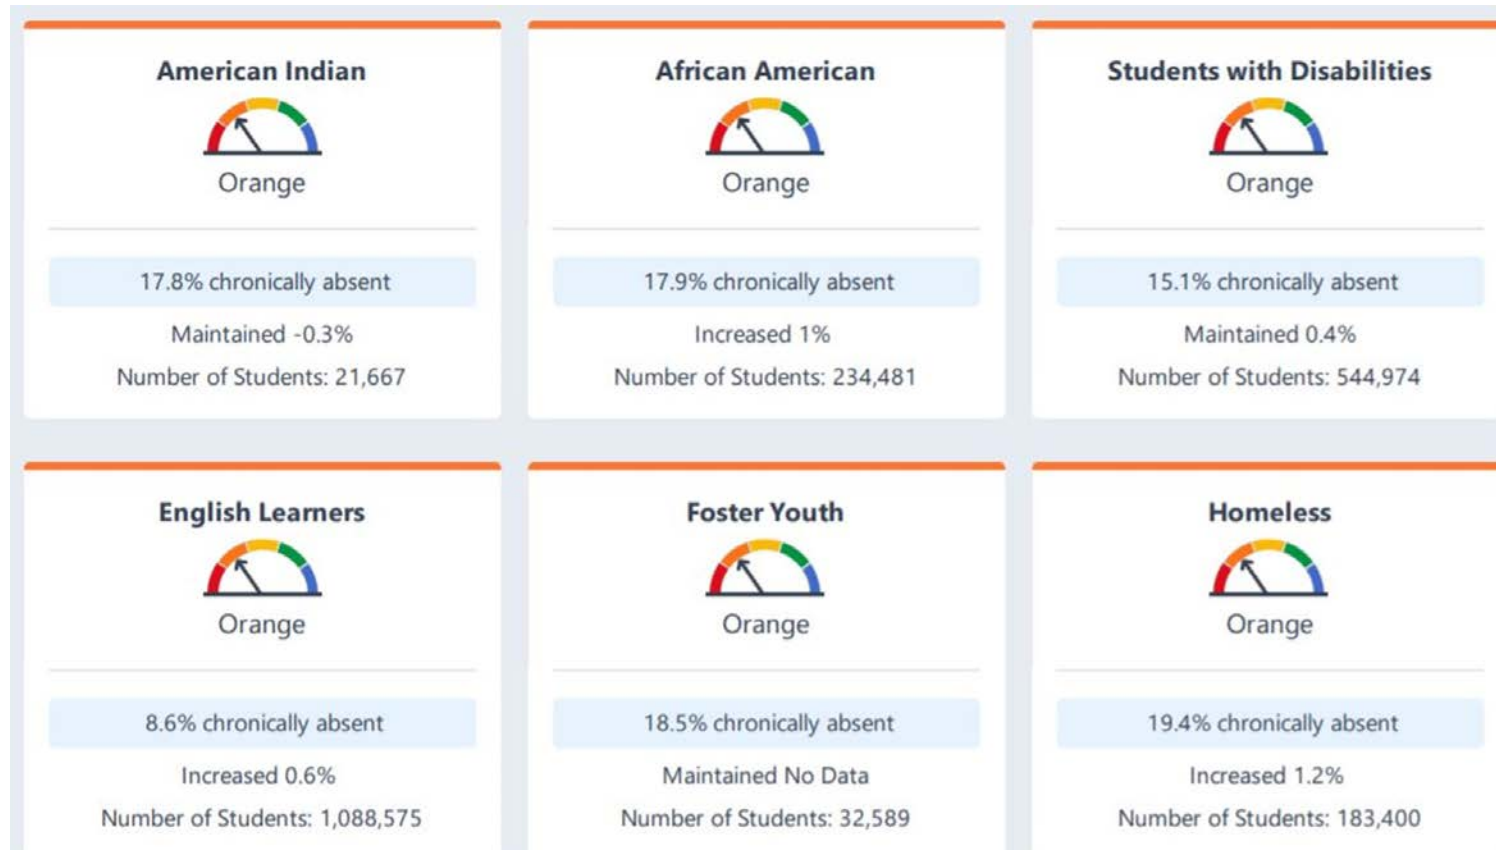 American Indian
Orange
17.8% chronically absent
Maintained -0.3%
Number of Students: 21,667
African American
Orange
17.9% chronically absent
Increased 1%
Number of Students: 234,481
Students with Disabilities
Orange
15.1% chronically absent
Maintained 0.4%
Number of Students: 544,974
English Learners
Orange
8.6% chronically absent
Increased 0.6%
Number of Students: 1,088,575
Foster Youth
Orange
18.5% chronically absent
Maintained No Data
Number of Students: 32,589
Homeless
Orange
19.4% chronically absent
Increased 1.2%
Number of Students: 183,400